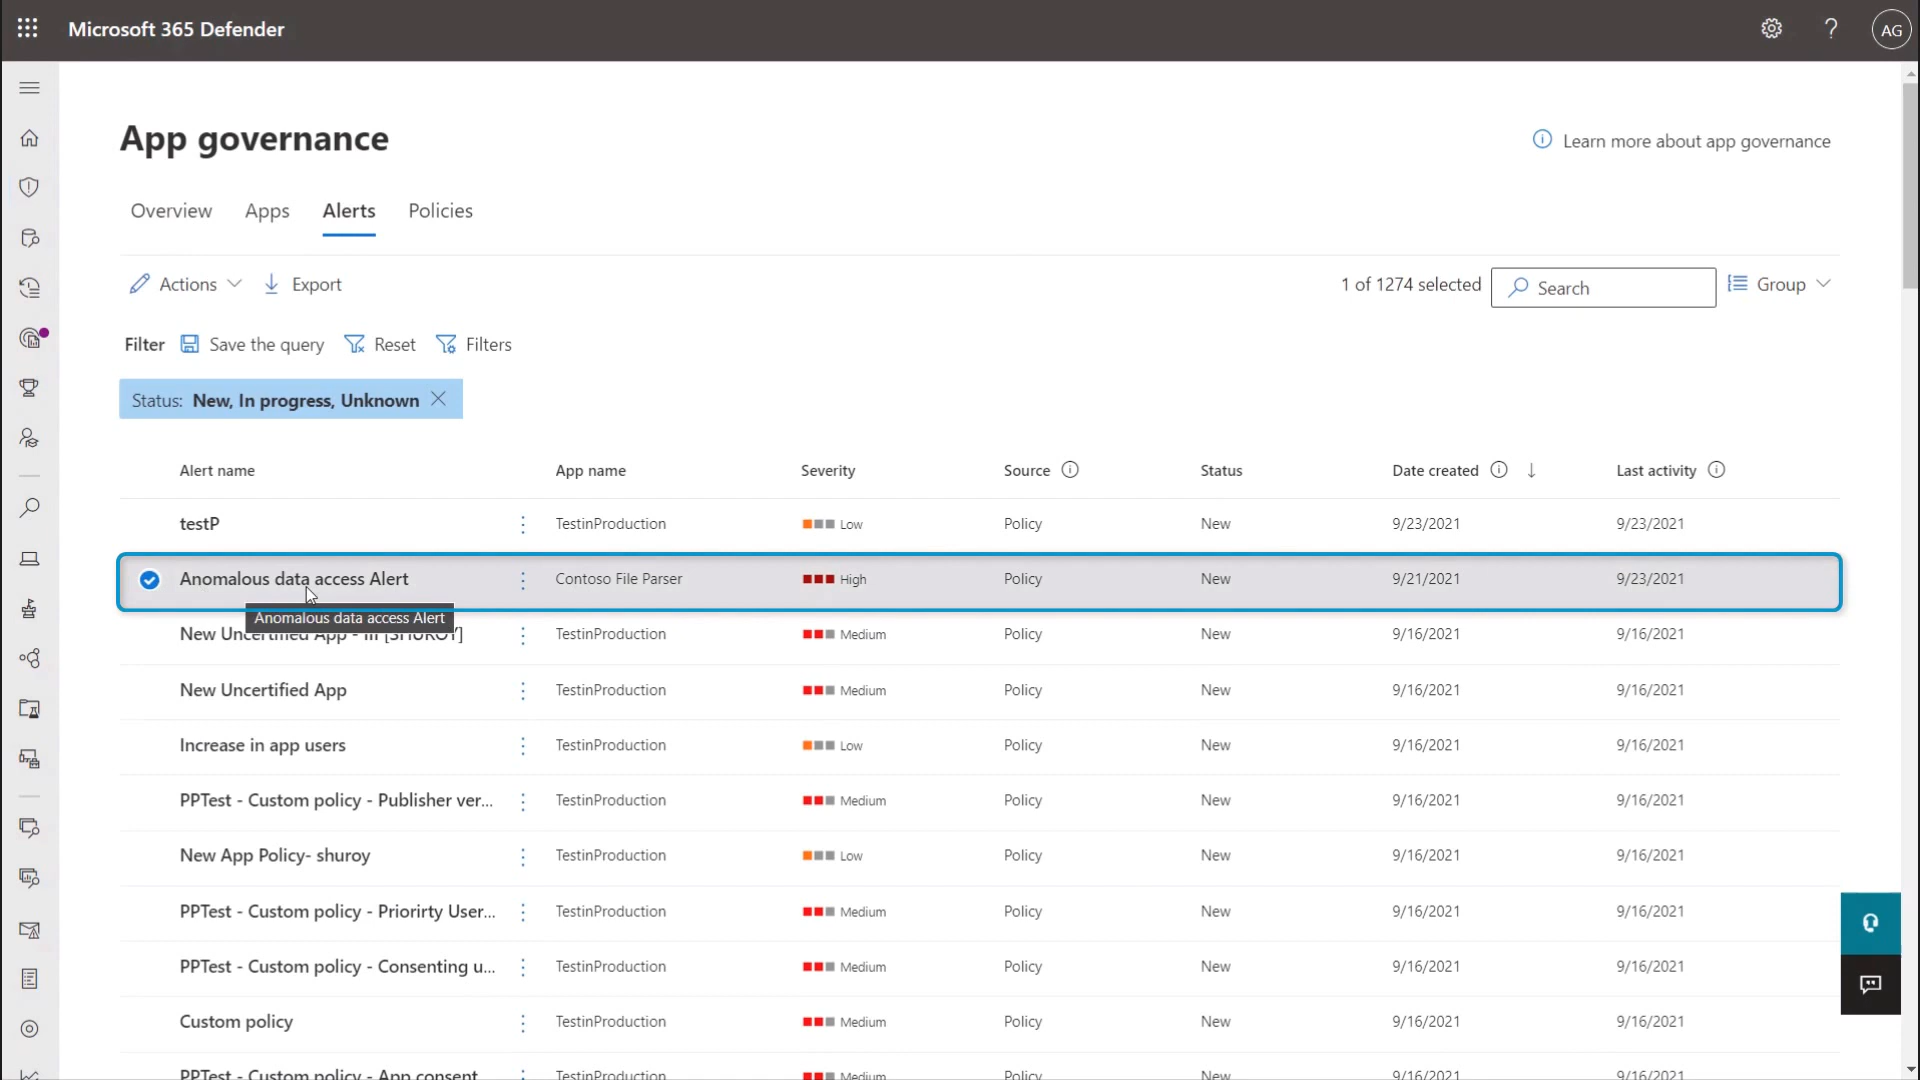 Microsoft 365 Defender
AG
App governance
Learn more about app governance
Overview Apps Alerts Policies
Actions Export 1 of 1274 selected Search Group
Filter Save the query Reset Filters
Status: New, In progress, Unknown
Alert name App name Severity Source Status Date created Last activity
testP TestinProduction Low Policy New 9/23/2021 9/23/2021
Anomalous data access Alert Contoso File Parser High Policy New 9/21/2021 9/23/2021
Anomalous data access Alert
New Uncertified App - III [SHUROY] TestinProduction Medium Policy New 9/16/2021 9/16/2021
New Uncertified App TestinProduction Medium Policy New 9/16/2021 9/16/2021
Increase in app users TestinProduction Low Policy New 9/16/2021 9/16/2021
PPTest - Custom policy - Publisher ver... TestinProduction Medium Policy New 9/16/2021 9/16/2021
New App Policy- shuroy TestinProduction Low Policy New 9/16/2021 9/16/2021
PPTest - Custom policy - Priorirty User... TestinProduction Medium Policy New 9/16/2021 9/16/2021
PPTest - Custom policy - Consenting u... TestinProduction Medium Policy New 9/16/2021 9/16/2021
Custom policy TestinProduction Medium Policy New 9/16/2021 9/16/2021
PPTest - Custom policy - App consent TestinProduction Medium Policy New 9/16/2021 9/16/2021